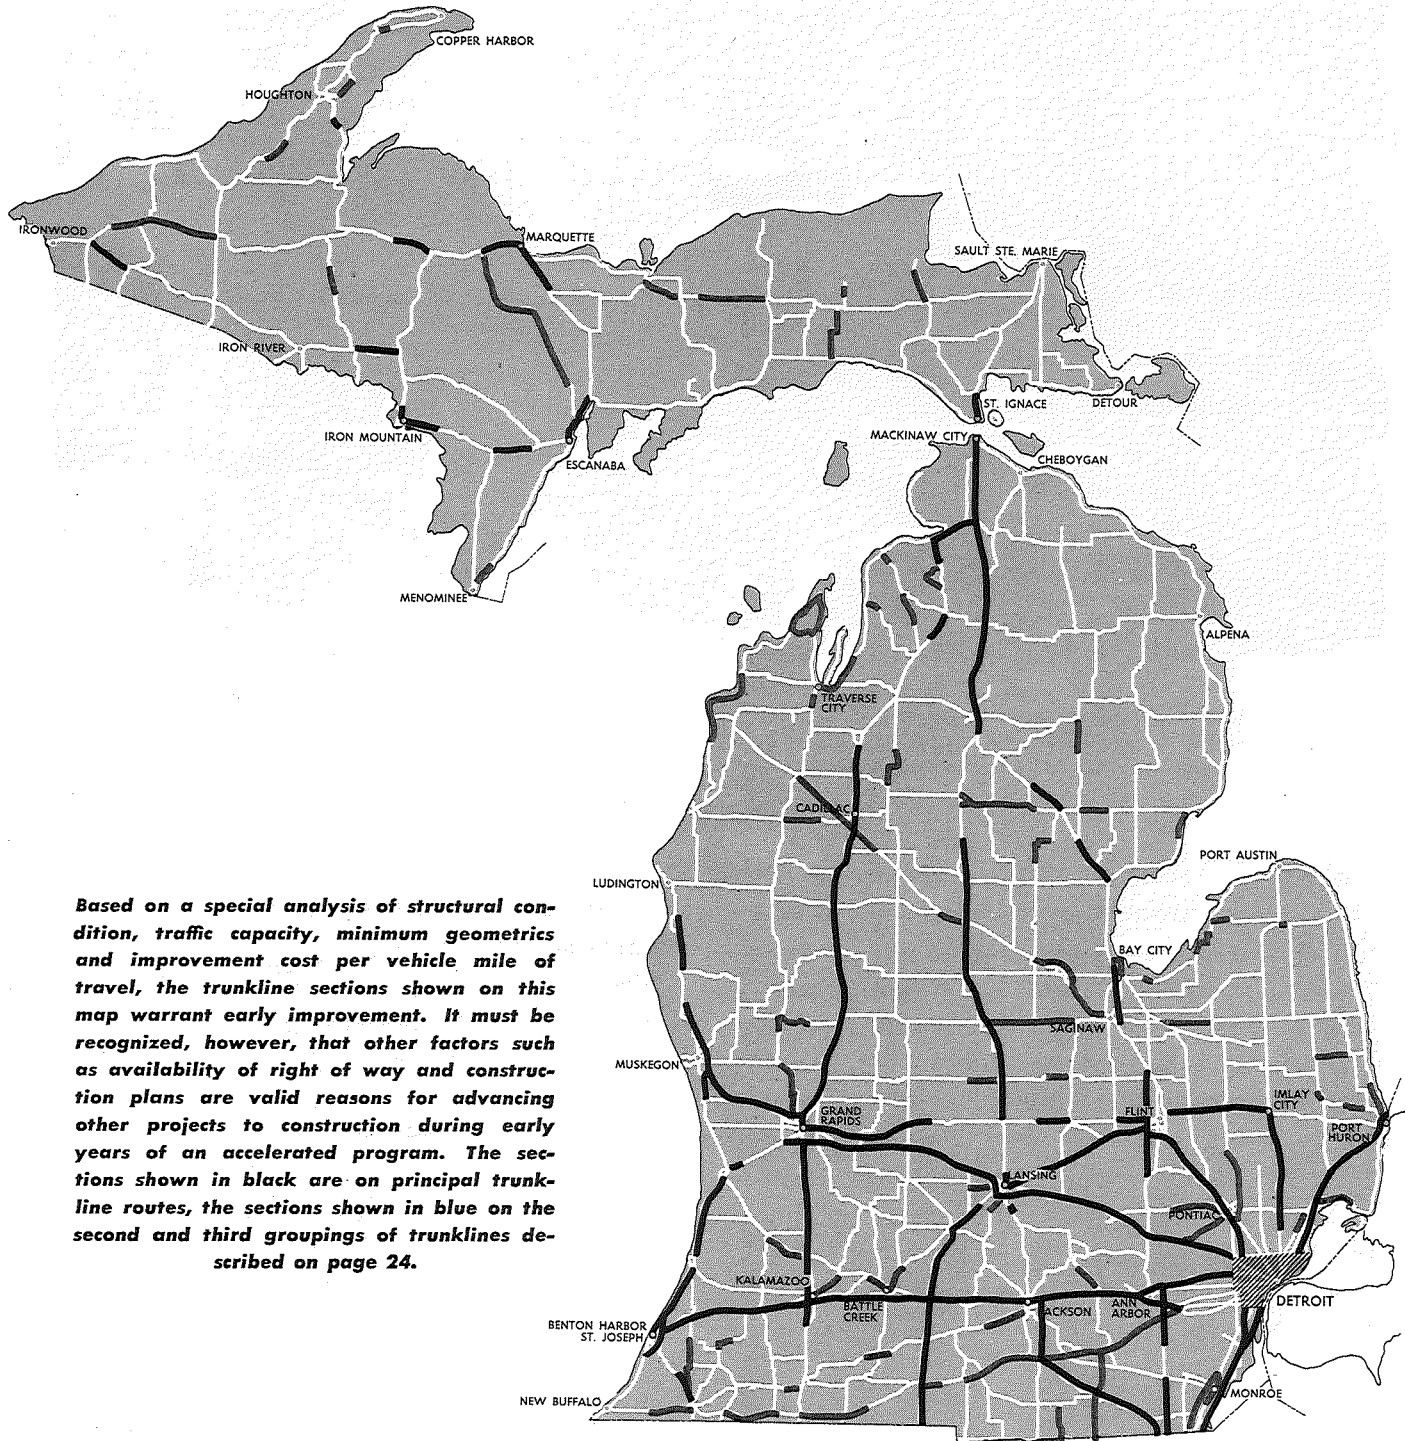 COPPER HARBOR
HOUGHTON
IRONWOOD
MARQUETTE
SAULT STE. MARIE
IRON RIVER
ST. IGNACE
DETOUR
MACKINAW CITY
IRON MOUNTAIN
CHEBOYGAN
ESCANABA
MENOMINEE
ALPENA
TRAVERSE
CITY
CADILLAC
PORT AUSTIN
LUDINGTON
BAY CITY
SAGINAW
MUSKEGON
GRAND
RAPIDS
FLINT
IMLAY
CITY
PORT
HURON
LANSING
PONTIAC
KALAMAZOO
BATTLE
CREEK
JACKSON
ANN
ARBOR
DETROIT
BENTON HARBOR
ST. JOSEPH
NEW BUFFALO
MONROE
Based on a special analysis of structural con-
dition, traffic capacity, minimum geometrics
and improvement cost per vehicle mile of
travel, the trunkline sections shown on this
map warrant early improvement. It must be
recognized, however, that other factors such
as availability of right of way and construc-
tion plans are valid reasons for advancing
other projects to construction during early
years of an accelerated program. The sec-
tions shown in black are on principal trunk-
line routes, the sections shown in blue on the
second and third groupings of trunklines de-
scribed on page 24.